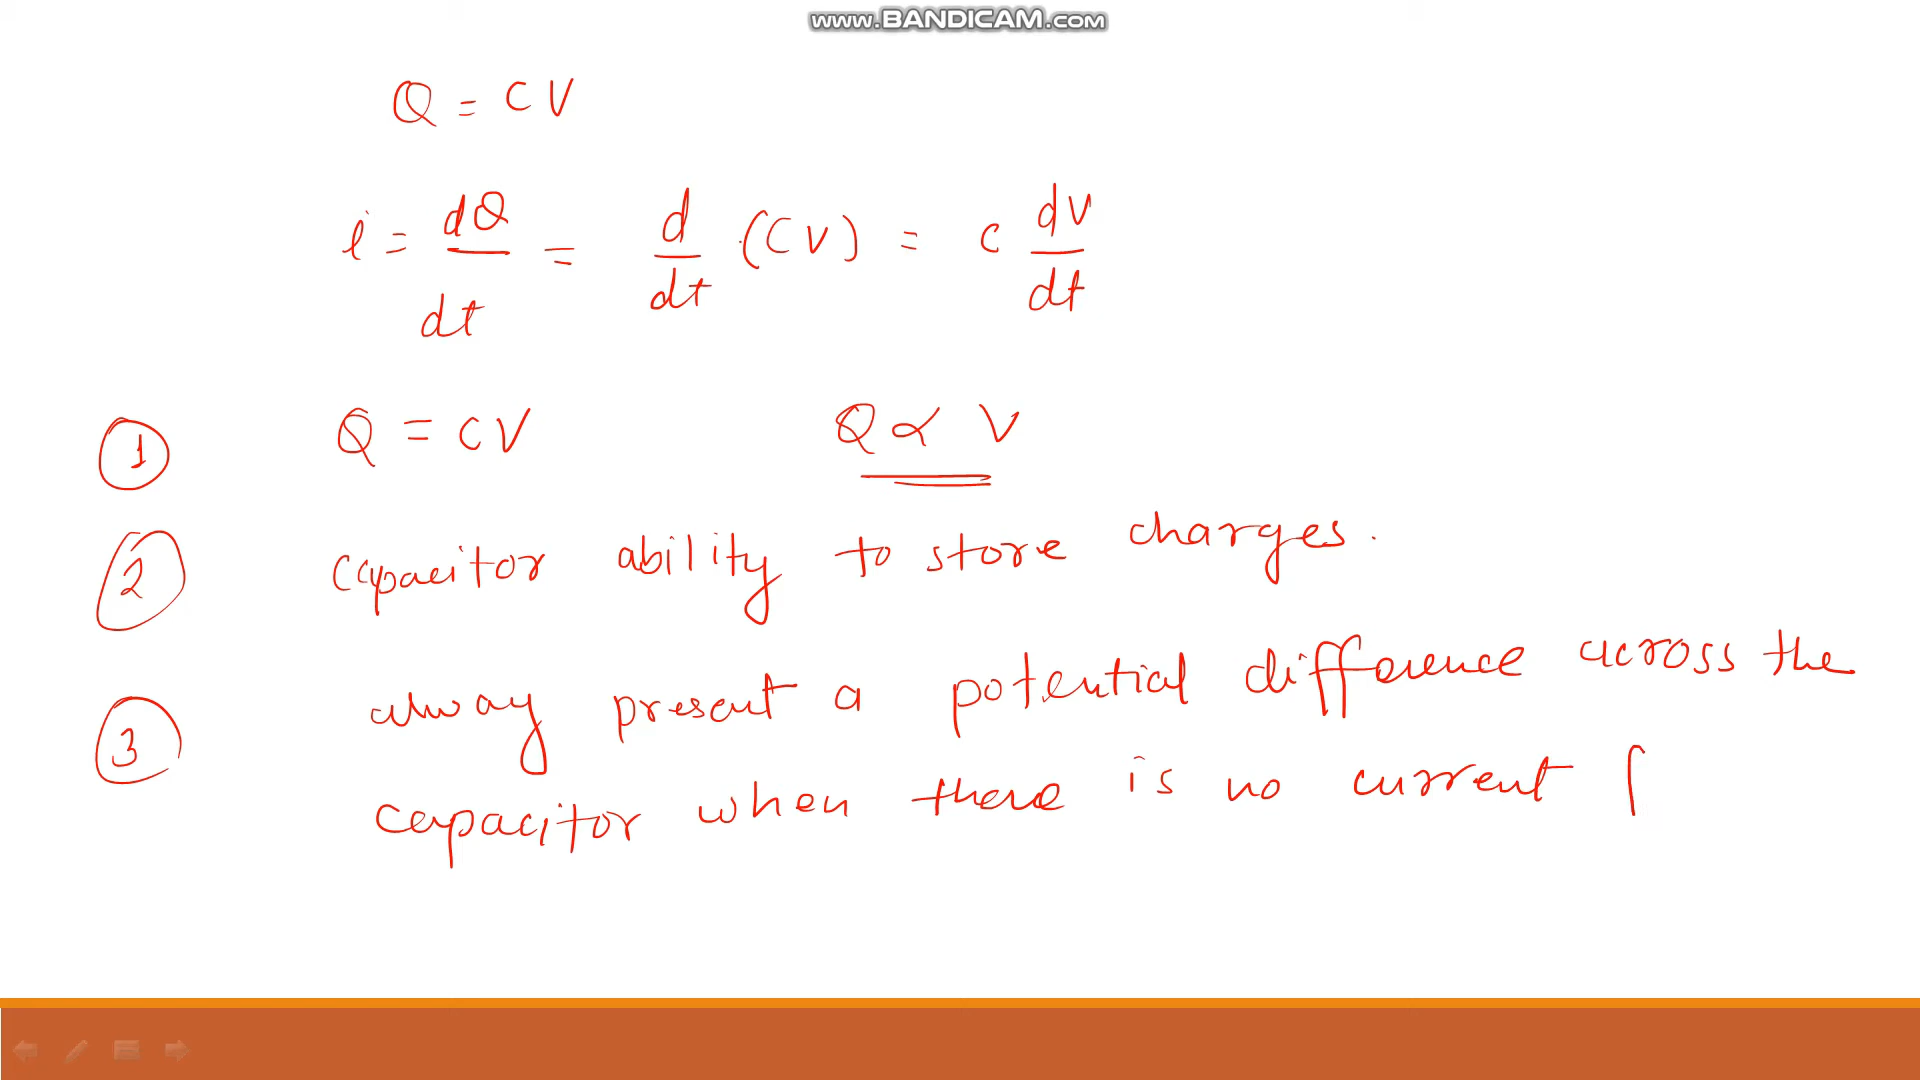 www.BANDICAM.com
Q = CV
i = dQ/dt = d/dt (CV) = C dv/dt
1 Q = CV Q ∝ V
2 capacitor ability to store charges.
3 alway present a potential difference across the
capacitor when there is no current